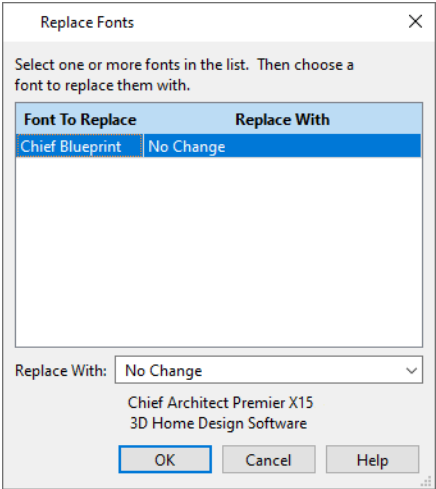 Replace Fonts
Select one or more fonts in the list. Then choose a
font to replace them with.
Font To Replace Replace With
Chief Blueprint No Change
Replace With: No Change
Chief Architect Premier X15
3D Home Design Software
OK Cancel Help